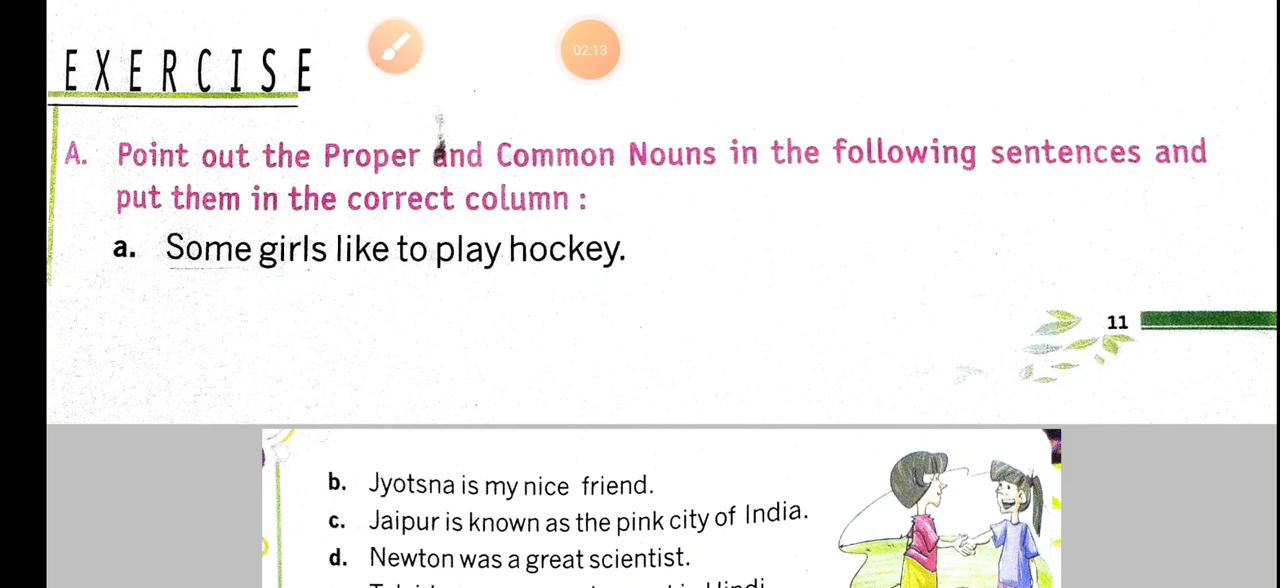 02:13
EXERCISE
A. Point out the Proper and Common Nouns in the following sentences and
put them in the correct column :
a. Some girls like to play hockey.
11
b. Jyotsna is my nice friend.
c. Jaipur is known as the pink city of India.
d. Newton was a great scientist.
Hindi